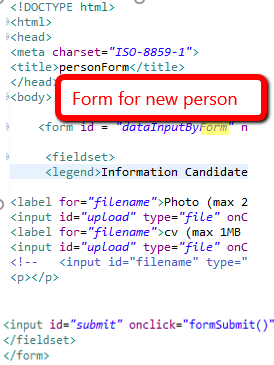 <!DOCTYPE html>
<html>
<head>
<meta charset="ISO-8859-1">
<title>personForm</title>
</head>
<body>
Form for new person
<form id = "dataInputByForm" n
<fieldset>
<legend>Information Candidate
<label for="filename">Photo (max 2
<input id="upload" type="file" onC
<label for="filename">cv (max 1MB
<input id="upload" type="file" onC
<!-- <input id="filename" type="
<p></p>
<input id="submit" onclick="formSubmit()"
</fieldset>
</form>